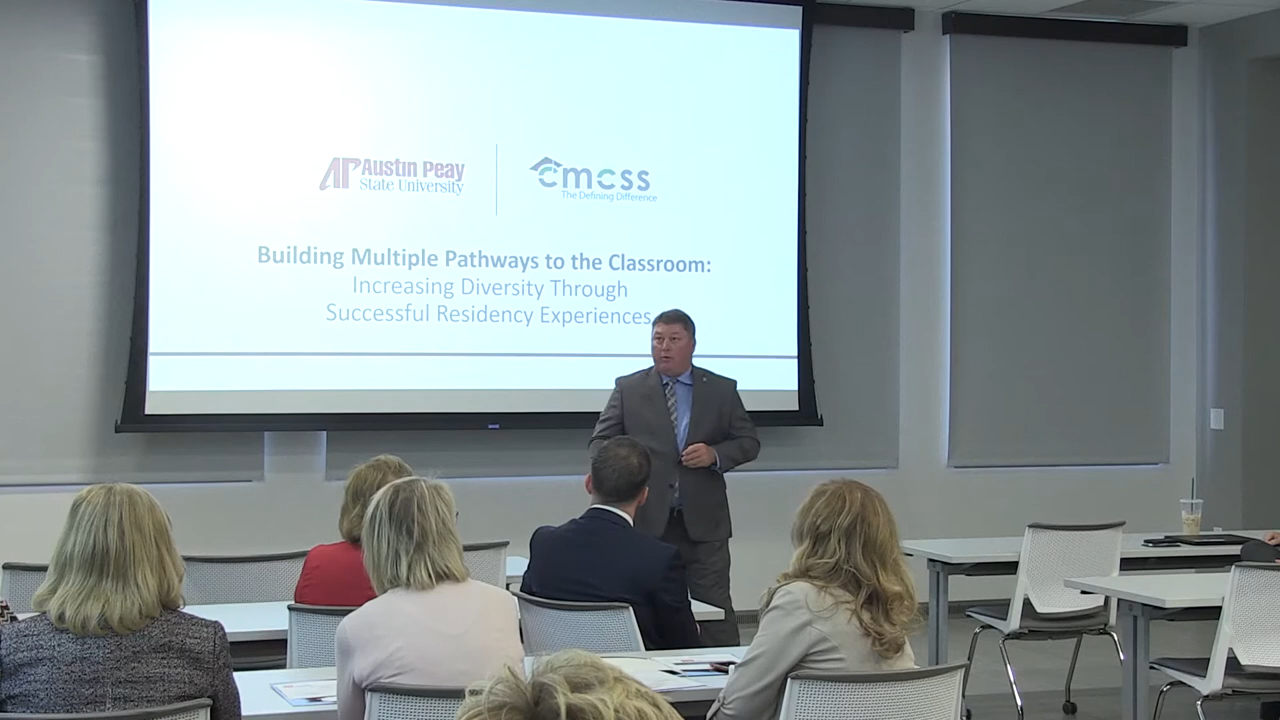 AP Austin Peay
State University
cmcss
The Defining Difference
Building Multiple Pathways to the Classroom:
Increasing Diversity Through
Successful Residency Experiences